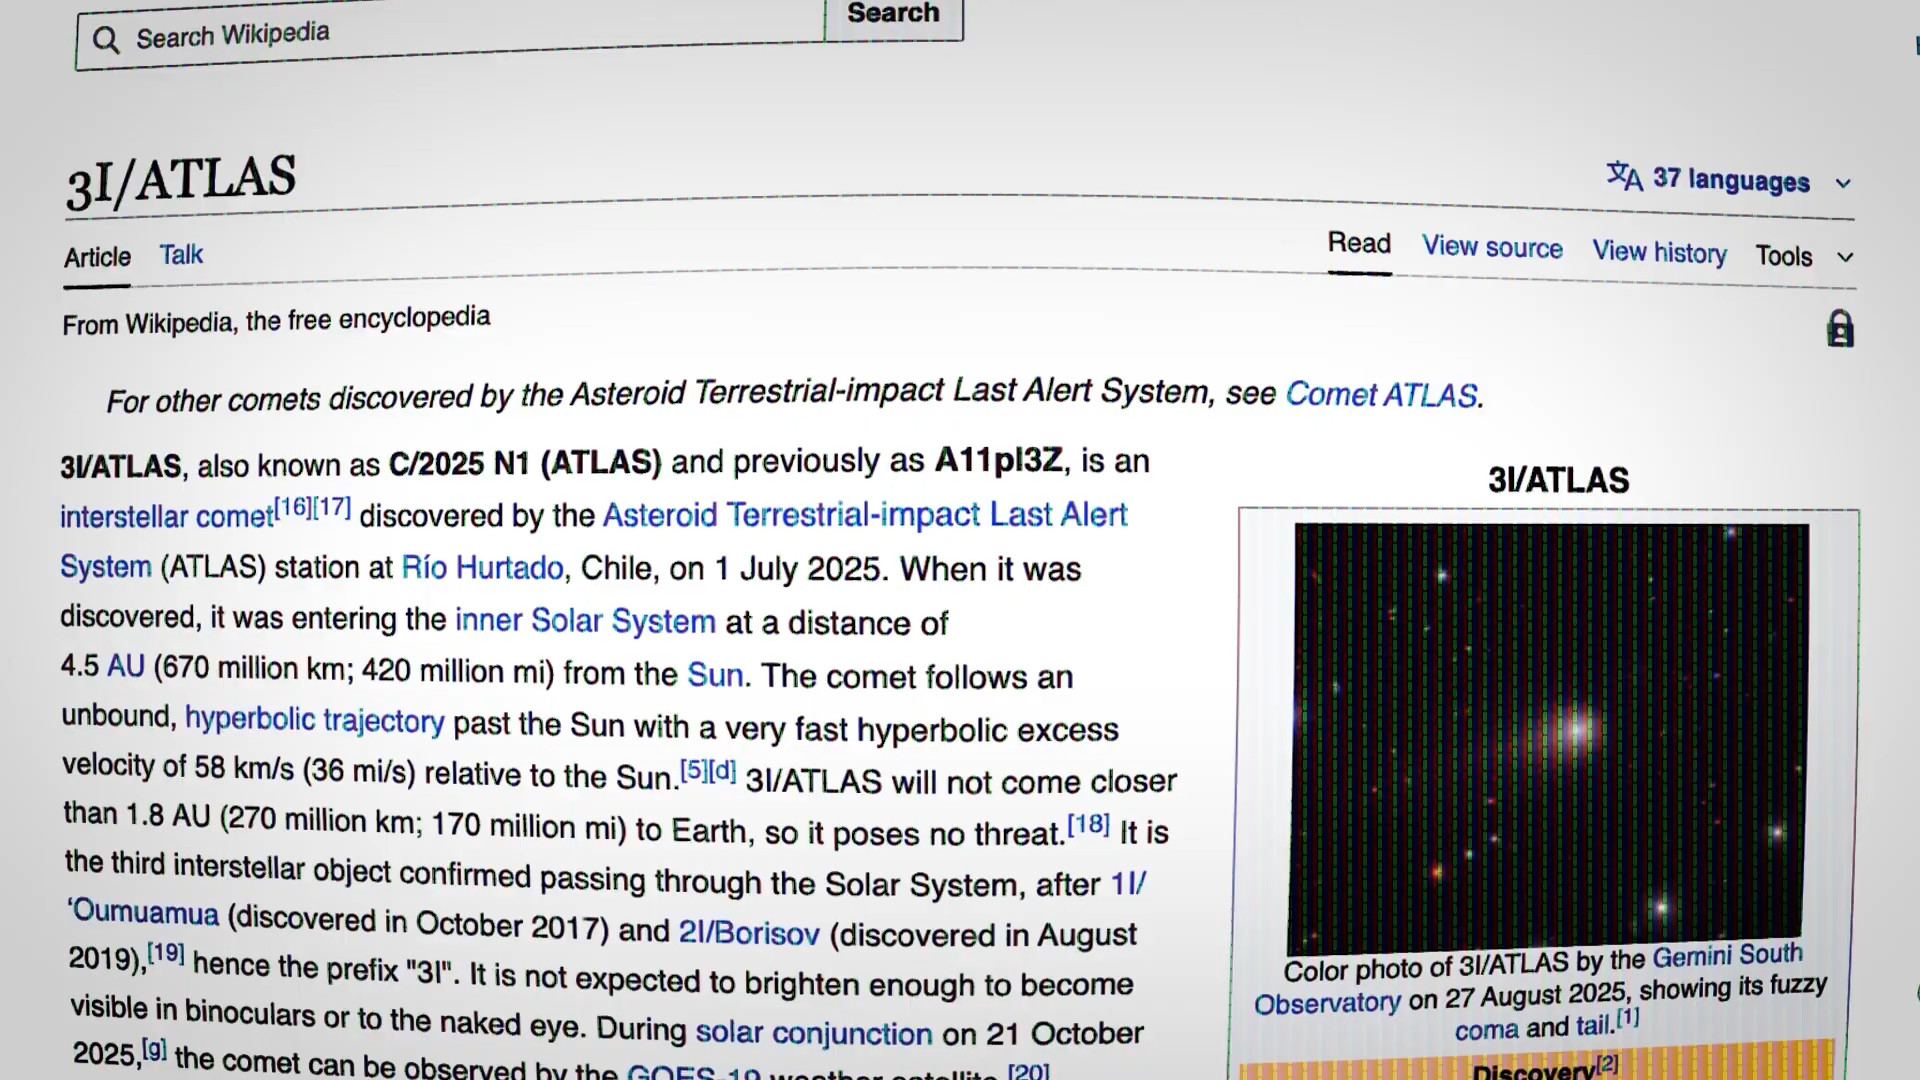 Search Wikipedia
Search
3I/ATLAS
37 languages
Article Talk
Read View source View history Tools
From Wikipedia, the free encyclopedia
For other comets discovered by the Asteroid Terrestrial-impact Last Alert System, see Comet ATLAS.
3I/ATLAS, also known as C/2025 N1 (ATLAS) and previously as A11pl3Z, is an
interstellar comet[16][17] discovered by the Asteroid Terrestrial-impact Last Alert
System (ATLAS) station at Río Hurtado, Chile, on 1 July 2025. When it was
discovered, it was entering the inner Solar System at a distance of
4.5 AU (670 million km; 420 million mi) from the Sun. The comet follows an
unbound, hyperbolic trajectory past the Sun with a very fast hyperbolic excess
velocity of 58 km/s (36 mi/s) relative to the Sun.[5][d] 3I/ATLAS will not come closer
than 1.8 AU (270 million km; 170 million mi) to Earth, so it poses no threat.[18] It is
the third interstellar object confirmed passing through the Solar System, after 1I/
ʻOumuamua (discovered in October 2017) and 2I/Borisov (discovered in August
2019),[19] hence the prefix "3I". It is not expected to brighten enough to become
visible in binoculars or to the naked eye. During solar conjunction on 21 October
2025,[g] the comet can be observed by the GOES-19 weather satellite.[20]
3I/ATLAS
Color photo of 3I/ATLAS by the Gemini South
Observatory on 27 August 2025, showing its fuzzy
coma and tail.[1]
Discovery[2]